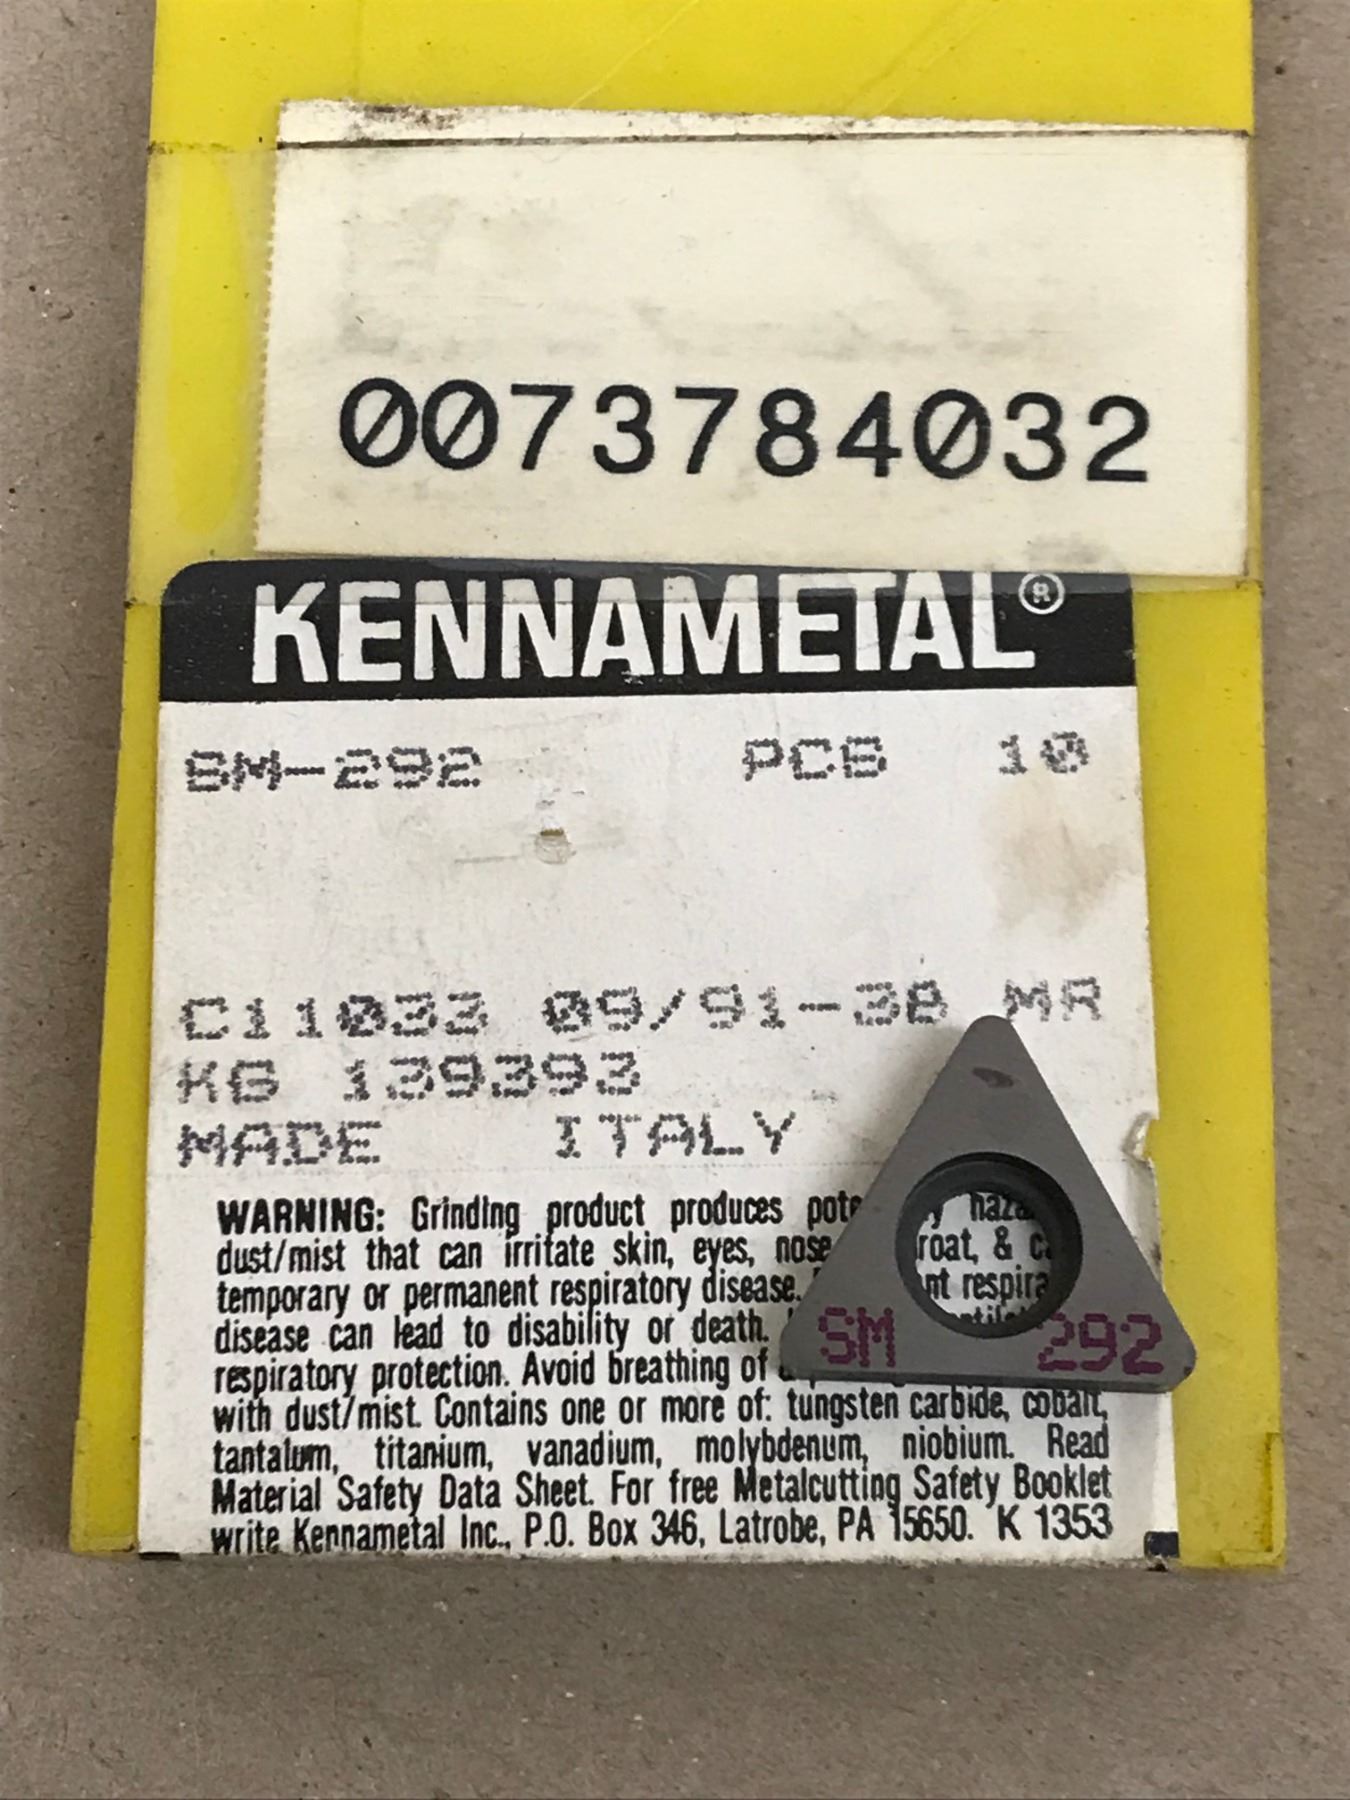 0073784032
KENNAMETAL®
SM-292 PCS 10
C11033 09/91-3B MR
KG 139393
MADE ITALY
WARNING: Grinding product produces
dust/mist that can irritate skin, eyes, nose & 
temporary or permanent respiratory disease.
disease can lead to disability or death.
respiratory protection. Avoid breathing of
with dust/mist. Contains one or more of: tungsten carbide, cobalt,
tantalum, titanium, vanadium, molybdenum, niobium. Read
Material Safety Data Sheet. For free Metalcutting Safety Booklet
write Kennametal Inc., P.O. Box 346, Latrobe, PA 15650. K 1353
SM 292